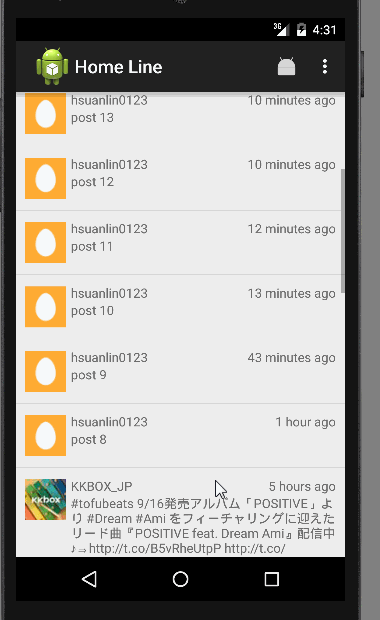 3G 4:31
Home Line
hsuanlin0123 10 minutes ago
post 13
hsuanlin0123 10 minutes ago
post 12
hsuanlin0123 12 minutes ago
post 11
hsuanlin0123 13 minutes ago
post 10
hsuanlin0123 43 minutes ago
post 9
hsuanlin0123 1 hour ago
post 8
kkbox
KKBOX_JP 5 hours ago
#tofubeats 9/16発売アルバム「POSITIVE」よ
り #Dream #Ami をフィーチャリングに迎えた
リード曲『POSITIVE feat. Dream Ami』配信中
♪→http://t.co/B5vRheUtpP http://t.co/